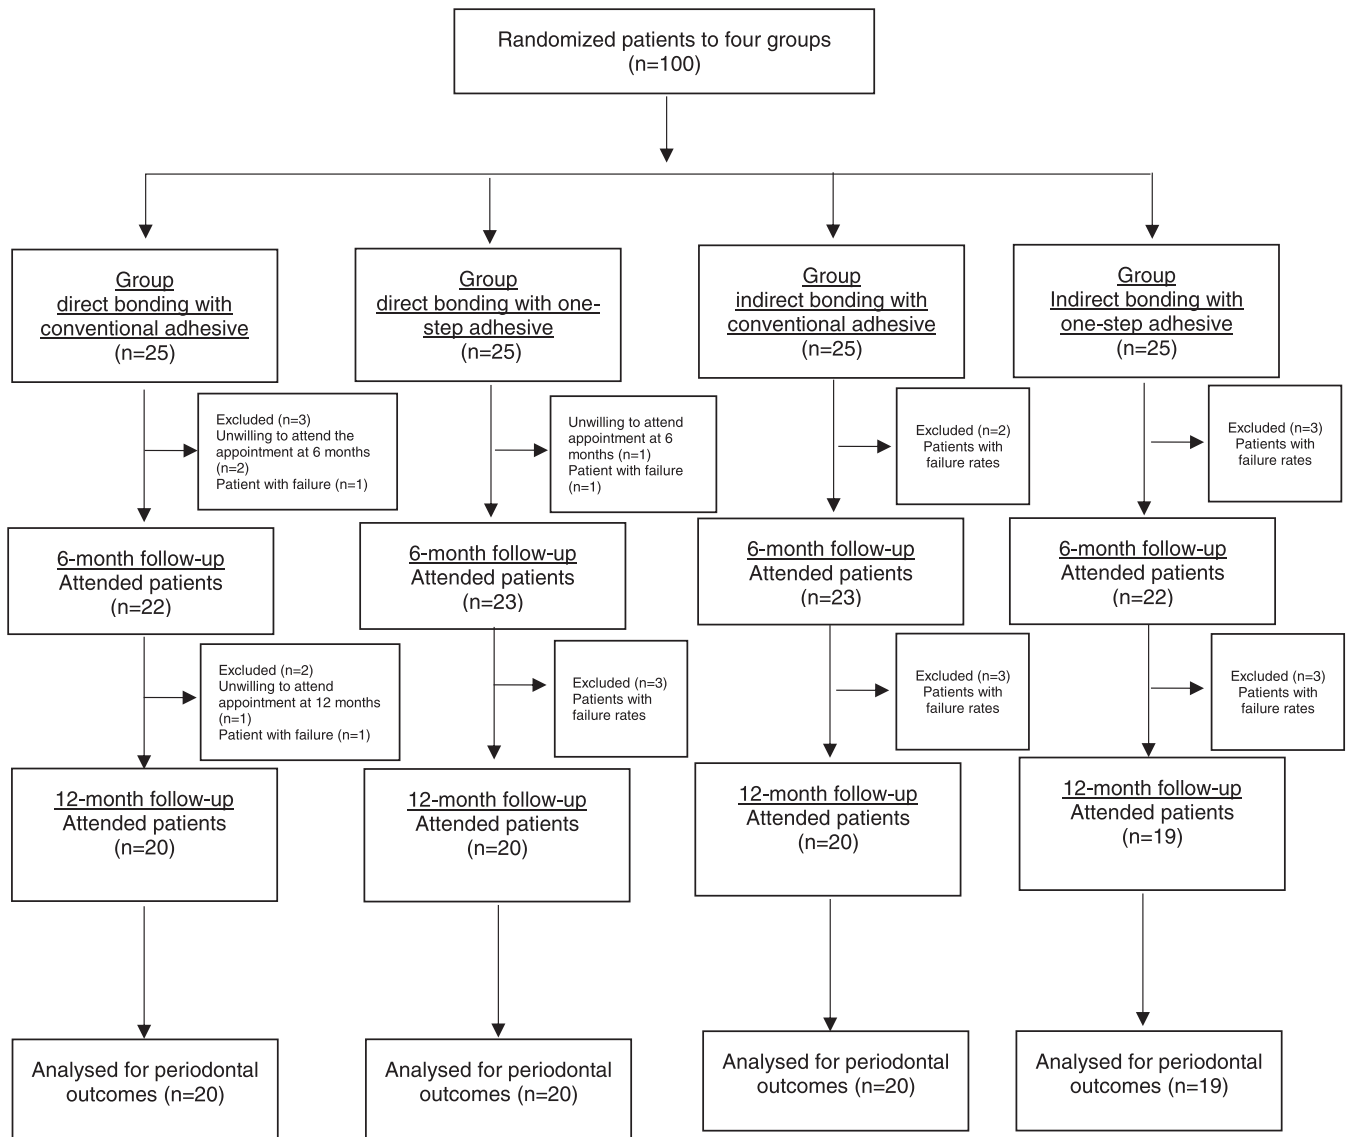 Randomized patients to four groups
(n=100)
Group
direct bonding with
conventional adhesive
(n=25)
Group
direct bonding with one-
step adhesive
(n=25)
Group
indirect bonding with
conventional adhesive
(n=25)
Group
Indirect bonding with
one-step adhesive
(n=25)
Excluded (n=3)
Unwilling to attend the
appointment at 6 months
(n=2)
Patient with failure (n=1)
Unwilling to attend
appointment at 6
months (n=1)
Patient with failure
(n=1)
Excluded (n=2)
Patients with
failure rates
Excluded (n=3)
Patients with
failure rates
6-month follow-up
Attended patients
(n=22)
6-month follow-up
Attended patients
(n=23)
6-month follow-up
Attended patients
(n=23)
6-month follow-up
Attended patients
(n=22)
Excluded (n=2)
Unwilling to attend
appointment at 12 months
(n=1)
Patient with failure (n=1)
Excluded (n=3)
Patients with
failure rates
Excluded (n=3)
Patients with
failure rates
Excluded (n=3)
Patients with
failure rates
12-month follow-up
Attended patients
(n=20)
12-month follow-up
Attended patients
(n=20)
12-month follow-up
Attended patients
(n=20)
12-month follow-up
Attended patients
(n=19)
Analysed for periodontal
outcomes (n=20)
Analysed for periodontal
outcomes (n=20)
Analysed for periodontal
outcomes (n=20)
Analysed for periodontal
outcomes (n=19)